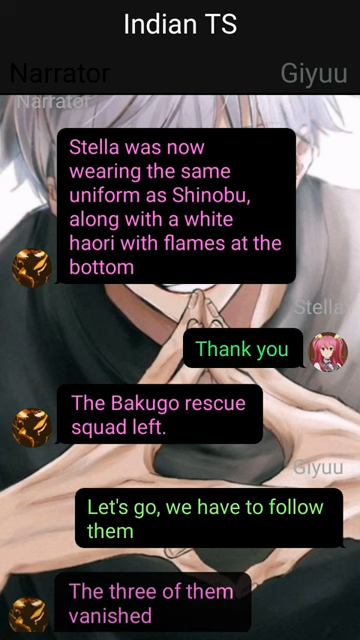 Indian TS
Narrator
Giyuu
Narrator
Stella was now
wearing the same
uniform as Shinobu,
along with a white
haori with flames at the
bottom
Stella
Thank you
The Bakugo rescue
squad left.
Giyuu
Let's go, we have to follow
them
The three of them
vanished